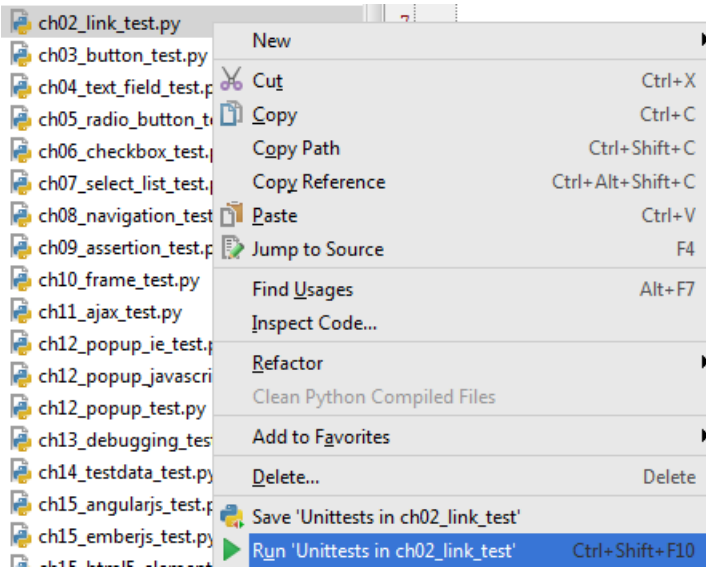 ch02_link_test.py
7
New
ch03_button_test.py
Cut Ctrl+X
ch04_text_field_test.p
Copy Ctrl+C
ch05_radio_button_t
Copy Path Ctrl+Shift+C
ch06_checkbox_test.
Copy Reference Ctrl+Alt+Shift+C
ch07_select_list_test.
Paste Ctrl+V
ch08_navigation_test
Jump to Source F4
ch09_assertion_test.p
Find Usages Alt+F7
ch10_frame_test.py
Inspect Code...
ch11_ajax_test.py
ch12_popup_ie_test.
Refactor
ch12_popup_javascri
Clean Python Compiled Files
ch12_popup_test.py
Add to Favorites
ch13_debugging_tes
Delete... Delete
ch14_testdata_test.py
Save 'Unittests in ch02_link_test'
ch15_angularjs_test.p
Run 'Unittests in ch02_link_test' Ctrl+Shift+F10
ch15_emberjs_test.py
ch15_html5_element